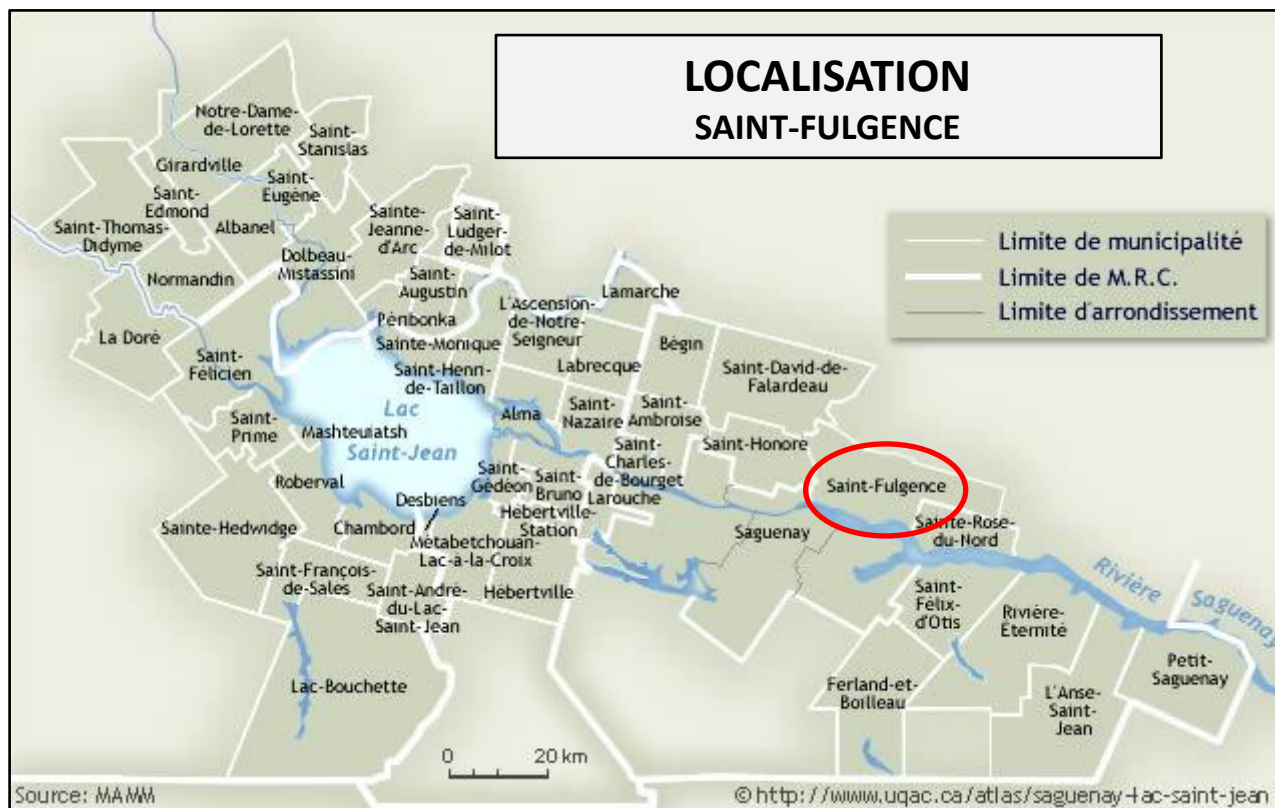 LOCALISATION
SAINT-FULGENCE
Limite de municipalité
Limite de M.R.C.
Limite d'arrondissement
Notre-Dame-
de-Lorette
Saint-
Stanislas
Girardville
Saint-
Eugène
Saint-
Edmond
Albanel
Saint-Thomas-
Didyme
Normandin
Dolbeau-
Mistassini
Sainte-
Jeanne-
d'Arc
Saint-
Ludger-
de-Milot
Saint-
Augustin
Péribonka
Sainte-Monique
L'Ascension-
de-Notre-
Seigneur
Lamarche
La Doré
Saint-
Félicien
Saint-Henri-
de-Taillon
Labrecque
Bégin
Saint-David-de-
Falardeau
Lac
Saint-Jean
Alma
Saint-
Nazaire
Saint-
Ambroise
Saint-Honore
Saint-
Prime
Mashteuiatsh
Saint-
Charles-
de-Bourget
Saint-Fulgence
Roberval
Desbiens
Saint-
Gédéon
Saint-
Bruno
Larouche
Hébertville-
Station
Sainte-Hedwidge
Chambord
Métabetchouan-
Lac-à-la-Croix
Saguenay
Sainte-Rose-
du-Nord
Saint-François-
de-Sales
Saint-André-
du-Lac-
Saint-Jean
Hébertville
Saint-
Félix-
d'Otis
Rivière-
Éternité
Rivière
Saguenay
Lac-Bouchette
Ferland-et-
Boilleau
L'Anse-
Saint-
Jean
Petit-
Saguenay
0 20 km
Source: MAMM
©http://www.uqac.ca/atlas/saguenay-lac-saint-jean